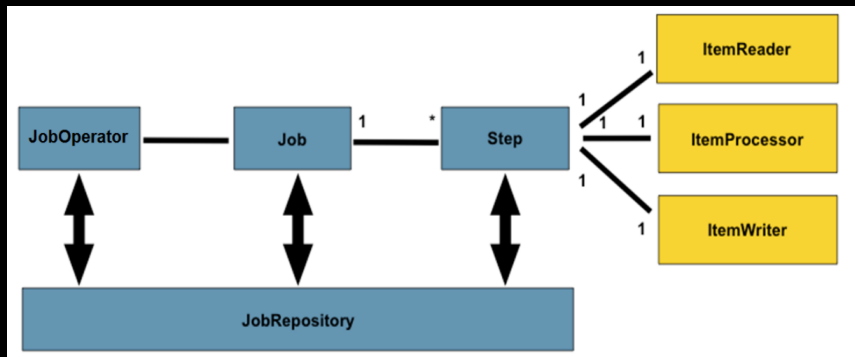 ItemReader
1
1
JobOperator
Job
1
*
Step
1
1
ItemProcessor
1
1
ItemWriter
JobRepository